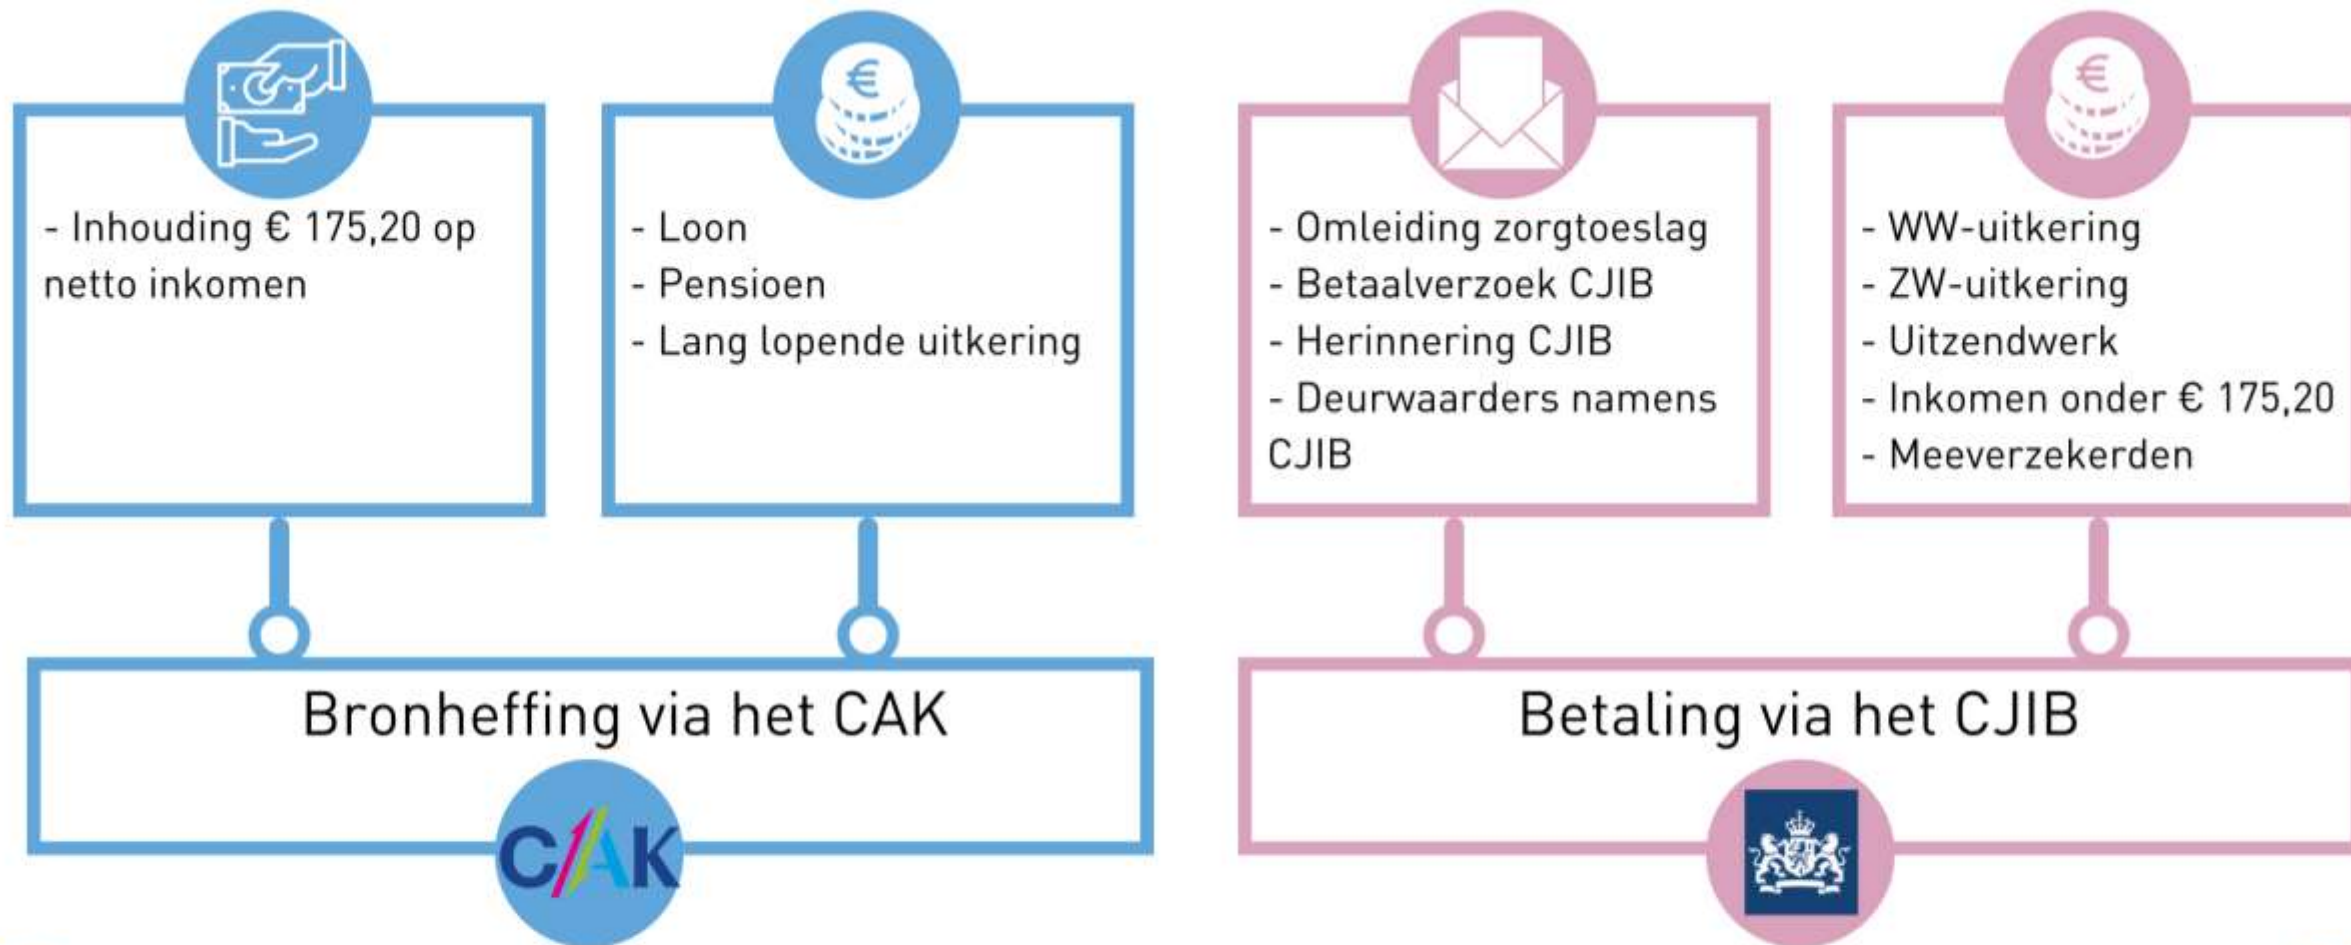 - Inhouding € 175,20 op
netto inkomen
- Loon
- Pensioen
- Lang lopende uitkering
- Omleiding zorgtoeslag
- Betaalverzoek CJIB
- Herinnering CJIB
- Deurwaarders namens
CJIB
- WW-uitkering
- ZW-uitkering
- Uitzendwerk
- Inkomen onder € 175,20
- Meeverzekerden
Bronheffing via het CAK
Betaling via het CJIB
CAK